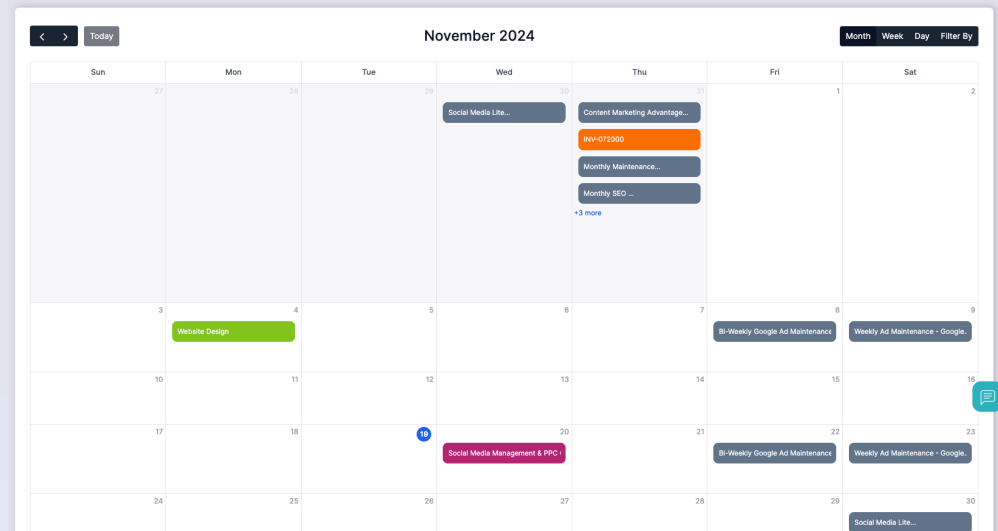 Today
November 2024
Month Week Day Filter By
Sun Mon Tue Wed Thu Fri Sat
27 28 29 30 31 1 2
Social Media Lite...
Content Marketing Advantage...
INV-072000
Monthly Maintenance...
Monthly SEO ...
+3 more
3 4 5 6 7 8 9
Website Design
Bi-Weekly Google Ad Maintenance
Weekly Ad Maintenance - Google.
10 11 12 13 14 15 16
17 18 19 20 21 22 23
Social Media Management & PPC
Bi-Weekly Google Ad Maintenance
Weekly Ad Maintenance - Google.
24 25 26 27 28 29 30
Social Media Lite...